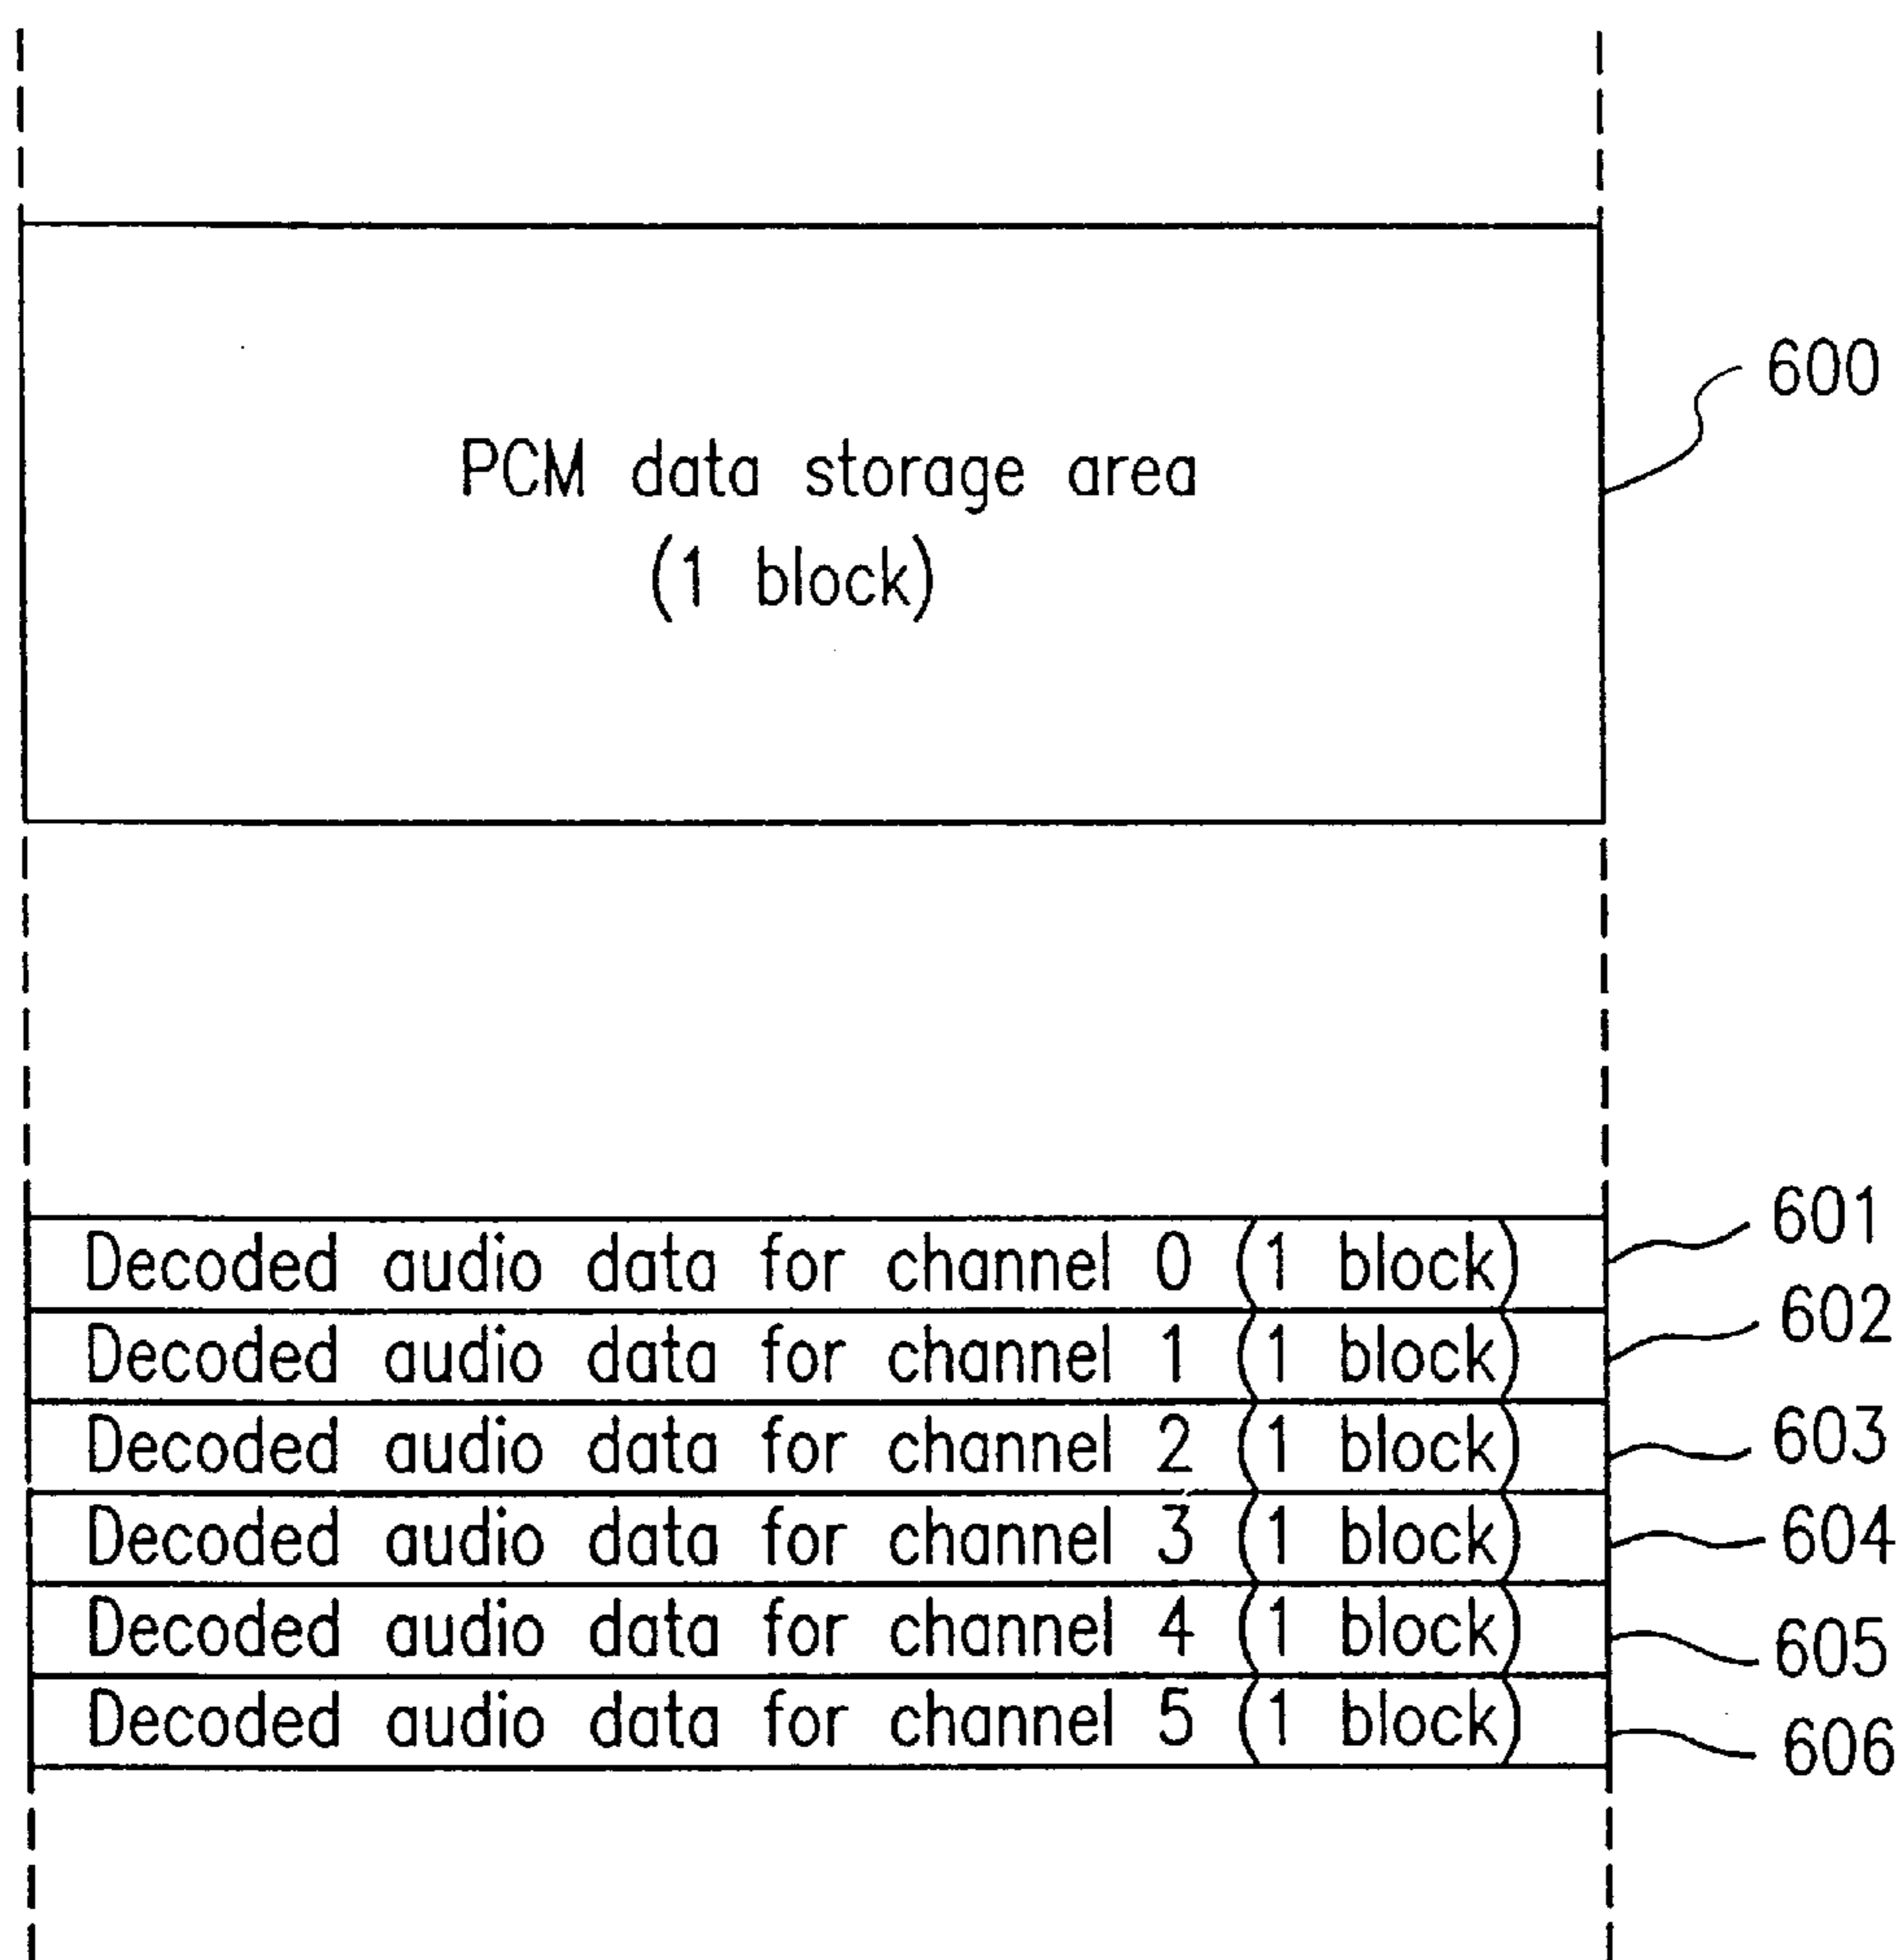 600
PCM data storage area
(1 block)
Decoded audio data for channel 0 (1 block) 601
Decoded audio data for channel 1 (1 block) 602
Decoded audio data for channel 2 (1 block) 603
Decoded audio data for channel 3 (1 block) 604
Decoded audio data for channel 4 (1 block) 605
Decoded audio data for channel 5 (1 block) 606